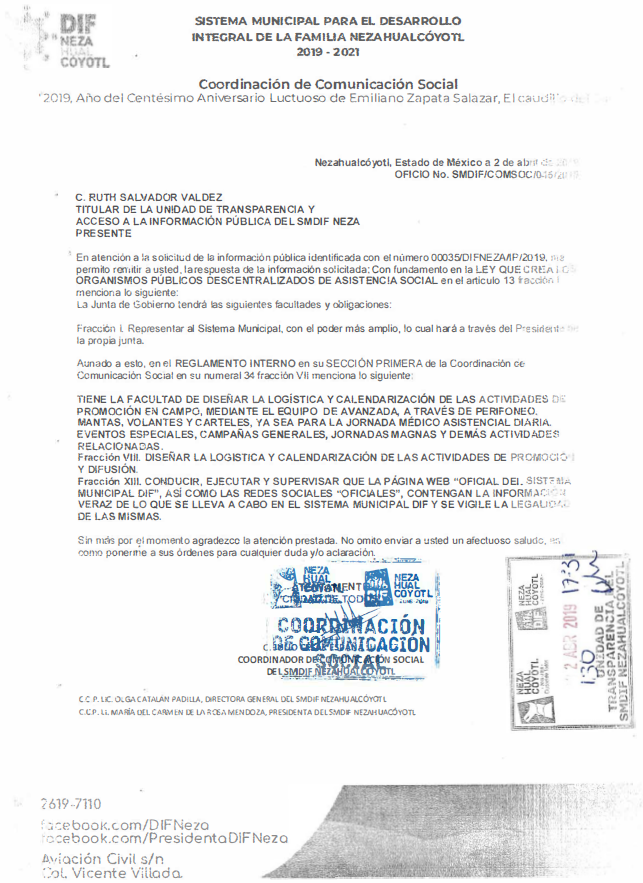 DIF
NEZA
HUAL
CÓYOTL
SISTEMA MUNICIPAL PARA EL DESARROLLO
INTEGRAL DE LA FAMILIA NEZAHUALCÓYOTL
2019 - 2021
Coordinación de Comunicación Social
"2019, Año del Centésimo Aniversario Luctuoso de Emiliano Zapata Salazar, El caudillo del
Nezahualcóyotl, Estado de México a 2 de abril de
OFICIO No. SMDIF/COMSOC/
C. RUTH SALVADOR VALDEZ
TITULAR DE LA UNIDAD DE TRANSPARENCIA Y
ACCESO A LA INFORMACIÓN PÚBLICA DEL SMDIF NEZA
PRESENTE
En atención a la solicitud de la información pública identificada con el número 00035/DIFNEZA/IP/2019, me
permito remitir a usted, la respuesta de la información solicitada; Con fundamento en la LEY QUE CREA LOS
ORGANISMOS PÚBLICOS DESCENTRALIZADOS DE ASISTENCIA SOCIAL en el artículo 13 fracción I
menciona lo siguiente:
La Junta de Gobierno tendrá las siguientes facultades y obligaciones:
Fracción I. Representar al Sistema Municipal, con el poder más amplio, lo cual hará a través del Presidente de
la propia junta.
Aunado a esto, en el REGLAMENTO INTERNO en su SECCIÓN PRIMERA de la Coordinación de
Comunicación Social en su numeral 34 fracción VII menciona lo siguiente:
TIENE LA FACULTAD DE DISEÑAR LA LOGÍSTICA Y CALENDARIZACIÓN DE LAS ACTIVIDADES DE
PROMOCIÓN EN CAMPO, MEDIANTE EL EQUIPO DE AVANZADA, A TRAVÉS DE PERIFONEO,
MANTAS, VOLANTES Y CARTELES, YA SEA PARA LA JORNADA MÉDICO ASISTENCIAL DIARIA.
EVENTOS ESPECIALES, CAMPAÑAS GENERALES, JORNADAS MAGNAS Y DEMÁS ACTIVIDADES
RELACIONADAS.
Fracción VIII. DISEÑAR LA LOGISTICA Y CALENDARIZACIÓN DE LAS ACTIVIDADES DE PROMOCIÓN
Y DIFUSIÓN.
Fracción XIII. CONDUCIR, EJECUTAR Y SUPERVISAR QUE LA PÁGINA WEB "OFICIAL DEL SISTEMA
MUNICIPAL DIF", ASÍ COMO LAS REDES SOCIALES "OFICIALES", CONTENGAN LA INFORMACIÓN
VERAZ DE LO QUE SE LLEVA A CABO EN EL SISTEMA MUNICIPAL DIF Y SE VIGILE LA LEGALIDAD
DE LAS MISMAS.
Sin más por el momento agradezco la atención prestada. No omito enviar a usted un afectuoso saludo,
como ponerme a sus órdenes para cualquier duda y/o aclaración.
NEZA
HUAL
CÓYOTL
NEZA
HUAL
CÓYOTL
COORDINACIÓN
DE COMUNICACIÓN
SOCIAL
COORDINADOR DE COMUNICACIÓN SOCIAL
DEL SMDIF NEZAHUALCÓYOTL
NEZA
HUAL
CÓYOTL
2 ABR 2019 17:31
130
UNIDAD DE
TRANSPARENCIA DEL
SMDIF NEZAHUALCÓYOTL
C.C.P. LIC. OLGA CATALÁN PADILLA, DIRECTORA GENERAL DEL SMDIF NEZAHUALCÓYOTL
C.C.P. LI. MARÍA DEL CARMEN DE LA ROSA MENDOZA, PRESIDENTA DEL SMDIF NEZAHUACÓYOTL
2619-7110
facebook.com/DIFNeza
facebook.com/PresidentaDiFNeza
Aviación Civil s/n
Col. Vicente Villada.